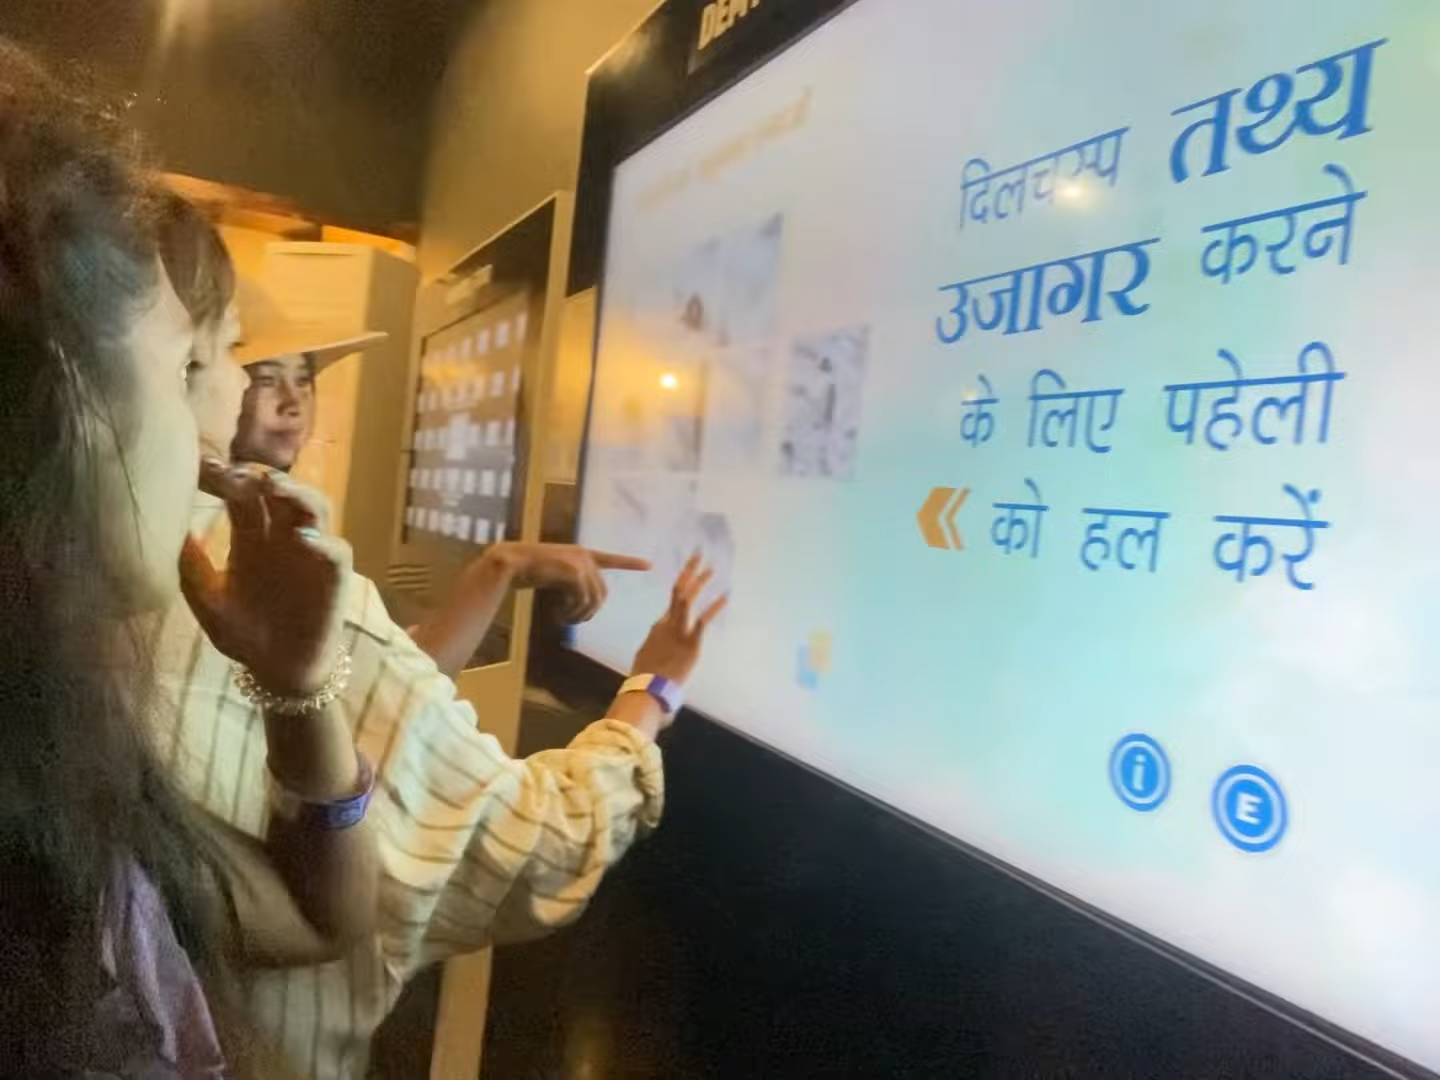 दिलचस्प तथ्य
उजागर करने
के लिए पहेली
को हल करें
i
E